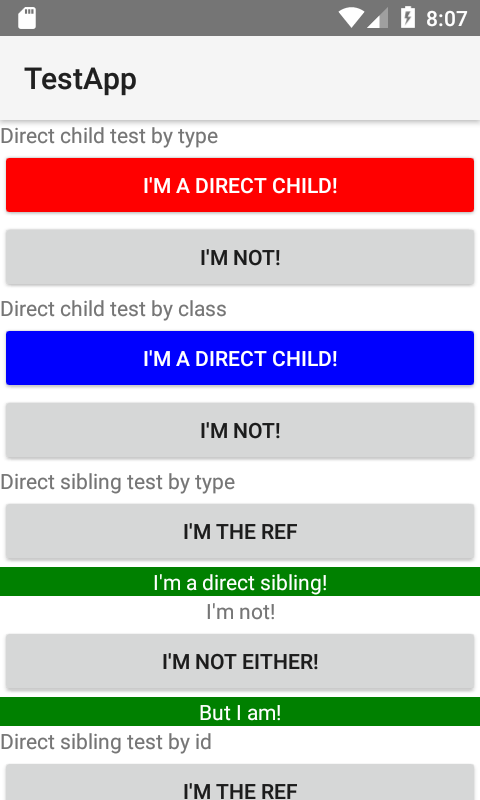 8:07
TestApp
Direct child test by type
I'M A DIRECT CHILD!
I'M NOT!
Direct child test by class
I'M A DIRECT CHILD!
I'M NOT!
Direct sibling test by type
I'M THE REF
I'm a direct sibling!
I'm not!
I'M NOT EITHER!
But I am!
Direct sibling test by id
I'M THE REF